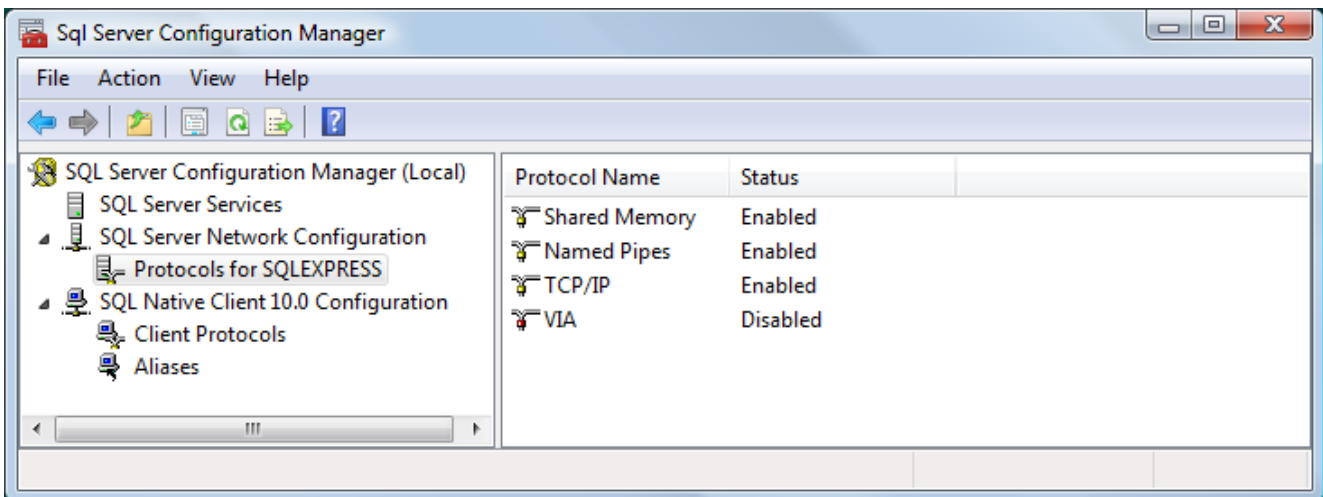 Sql Server Configuration Manager
File Action View Help
SQL Server Configuration Manager (Local)
SQL Server Services
SQL Server Network Configuration
Protocols for SQLEXPRESS
SQL Native Client 10.0 Configuration
Client Protocols
Aliases
Protocol Name Status
Shared Memory Enabled
Named Pipes Enabled
TCP/IP Enabled
VIA Disabled